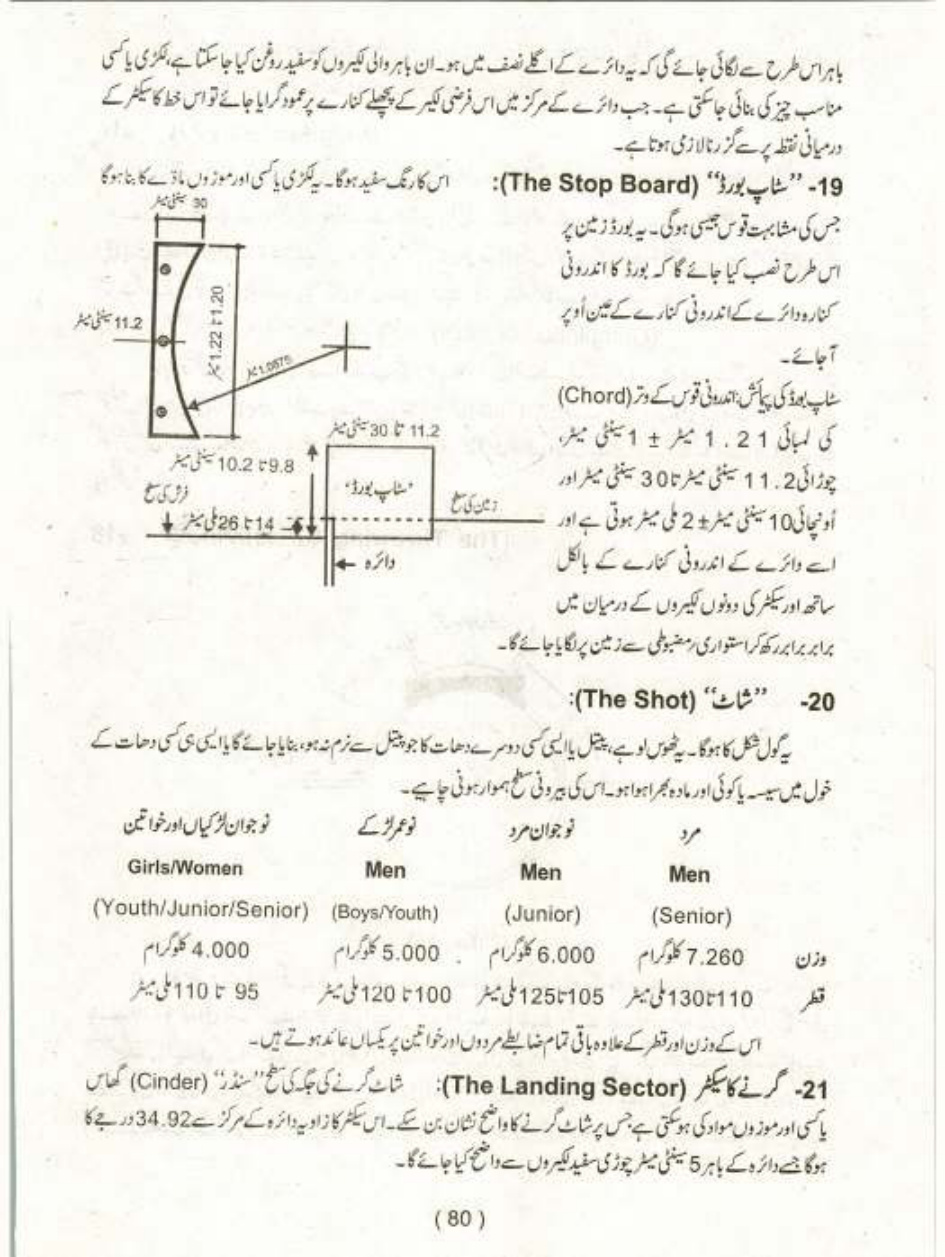 باہر اس طرح سے لگائی جائے گی کہ یہ دائرے کے اگلے نصف میں ہو۔ ان باہر والی لکیروں کو سفید روغن کیا جا سکتا ہے، لکڑی یا کسی
مناسب چیز کی بنائی جا سکتی ہے۔ جب دائرے کے مرکز میں اس فرضی لکیر کے پچھلے کنارے پر عمود گرایا جائے تو اس خط کا سیکٹر کے
درمیانی نقطہ پر سے گزرنا لازمی ہوتا ہے۔
19- ”سٹاپ بورڈ“ (The Stop Board): اس کا رنگ سفید ہوگا۔ یہ لکڑی یا کسی اور موزوں مادّے کا بنا ہوگا
جس کی مشابہت قوس جیسی ہوگی۔ یہ بورڈ زمین پر
اس طرح نصب کیا جائے گا کہ بورڈ کا اندرونی
کنارہ دائرے کے اندرونی کنارے کے عین اُوپر
آجائے۔
سٹاپ بورڈ کی پیمائش: اندرونی قوس کے وتر (Chord)
کی لمبائی 1.21 میٹر ± 1 سینٹی میٹر،
چوڑائی 11.2 سینٹی میٹر تا 30 سینٹی میٹر اور
اُونچائی 10 سینٹی میٹر ± 2 ملی میٹر ہوتی ہے اور
اسے دائرے کے اندرونی کنارے کے بالکل
ساتھ اور سیکٹر کی دونوں لکیروں کے درمیان میں
برابر برابر رکھ کر استواری/مضبوطی سے زمین پر لگایا جائے گا۔
30 سینٹی میٹر
11.2 سینٹی میٹر
1.20 تا 1.22 میٹر
1.0675 میٹر
11.2 تا 30 سینٹی میٹر
9.8 تا 10.2 سینٹی میٹر
’سٹاپ بورڈ‘
زمین کی سطح
فرش کی سطح
14 تا 26 ملی میٹر
دائرہ
20- ”شاٹ“ (The Shot):
یہ گول شکل کا ہوگا۔ یہ ٹھوس لوہے، پیتل یا ایسی کسی دوسرے دھات کا جو پیتل سے نرم نہ ہو، بنایا جائے گا یا ایسی ہی کسی دھات کے
خول میں سیسہ یا کوئی اور مادہ بھرا ہوا ہو۔ اس کی بیرونی سطح ہموار ہونی چاہیے۔
مرد نوجوان مرد نوعمر لڑکے نوجوان لڑکیاں اور خواتین
Men Men Men Girls/Women
(Senior) (Junior) (Boys/Youth) (Youth/Junior/Senior)
وزن 7.260 کلوگرام 6.000 کلوگرام 5.000 کلوگرام 4.000 کلوگرام
قطر 110 تا 130 ملی میٹر 105 تا 125 ملی میٹر 100 تا 120 ملی میٹر 95 تا 110 ملی میٹر
اس کے وزن اور قطر کے علاوہ باقی تمام ضابطے مردوں اور خواتین پر یکساں عائد ہوتے ہیں۔
21- گرنے کا سیکٹر (The Landing Sector): شاٹ گرنے کی جگہ کی سطح ”سنڈر“ (Cinder) گھاس
یا کسی اور موزوں مواد کی ہو سکتی ہے جس پر شاٹ گرنے کا واضح نشان بن سکے۔ اس سیکٹر کا زاویہ دائرہ کے مرکز سے 34.92 درجے کا
ہوگا جسے دائرہ کے باہر 5 سینٹی میٹر چوڑی سفید لکیروں سے واضح کیا جائے گا۔
( 80 )